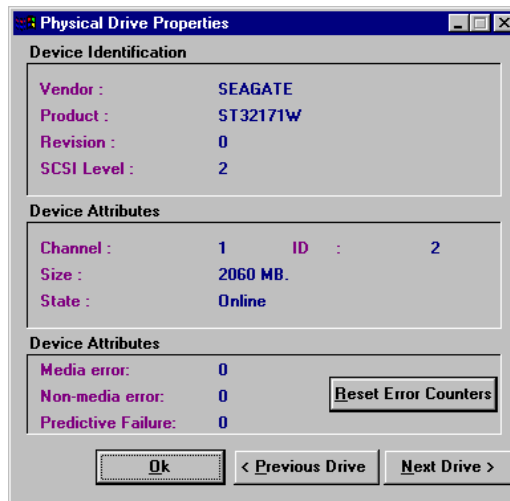 Physical Drive Properties
Device Identification
Vendor : SEAGATE
Product : ST32171W
Revision : 0
SCSI Level : 2
Device Attributes
Channel : 1 ID : 2
Size : 2060 MB.
State : Online
Device Attributes
Media error: 0
Non-media error: 0
Predictive Failure: 0
Reset Error Counters
Ok
< Previous Drive
Next Drive >